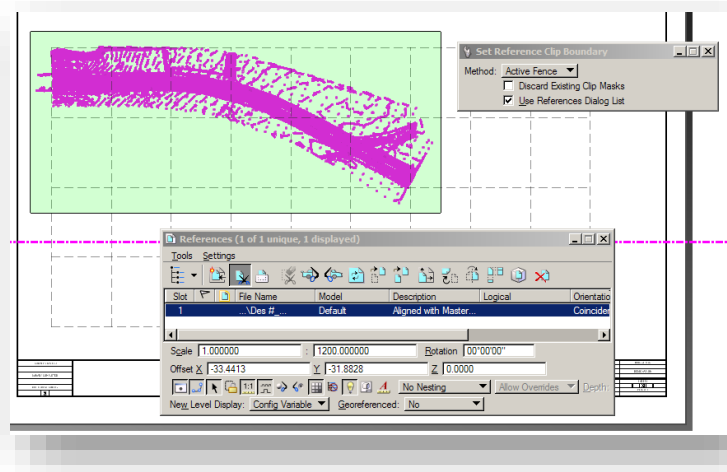 Set Reference Clip Boundary
Method: Active Fence
Discard Existing Clip Masks
Use References Dialog List
References (1 of 1 unique, 1 displayed)
Tools Settings
Slot File Name Model Description Logical Orientatio
1 ...\Des #_... Default Aligned with Master... Coinciden
Scale 1.000000 : 1200.000000 Rotation 00°00'00"
Offset X -33.4413 Y -31.8828 Z 0.0000
1:1 No Nesting Allow Overrides Depth:
New Level Display: Config Variable Georeferenced: No